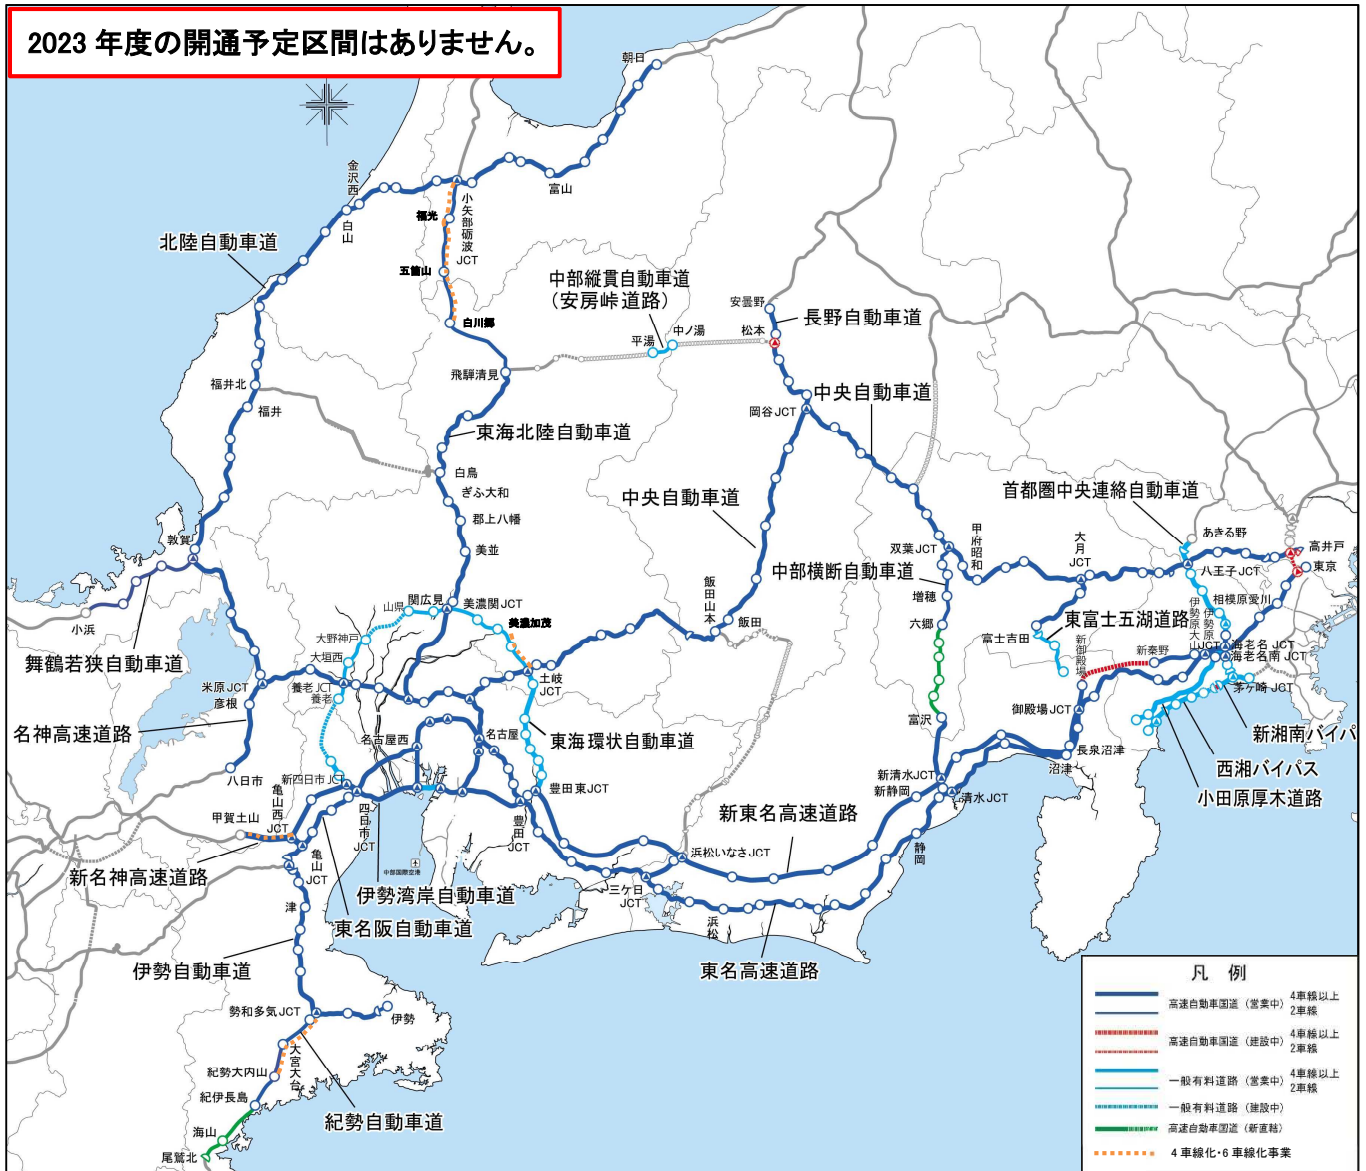 2023 年度の開通予定区間はありません。
朝日
金沢西
白山
富山
小矢部砺波JCT
福光
五箇山
白川郷
北陸自動車道
中部縦貫自動車道
(安房峠道路)
安曇野
長野自動車道
平湯
中ノ湯
松本
飛騨清見
福井北
福井
岡谷JCT
中央自動車道
東海北陸自動車道
白鳥
ぎふ大和
郡上八幡
美並
中央自動車道
首都圏中央連絡自動車道
あきる野
高井戸
東京
敦賀
双葉JCT
甲府昭和
大月JCT
八王子JCT
中部横断自動車道
増穂
六郷
相模原愛川
伊勢原JCT
伊勢原大山
小浜
舞鶴若狭自動車道
山県
関広見
美濃関JCT
美濃加茂
飯田山本
飯田
大野神戸
大垣西
養老JCT
養老
東富士五湖道路
富士吉田
新御殿場
新秦野
海老名JCT
海老名南JCT
米原JCT
彦根
土岐JCT
富沢
御殿場JCT
茅ヶ崎JCT
名神高速道路
名古屋西
名古屋
東海環状自動車道
新湘南バイパ
長泉沼津
沼津
西湘バイパス
小田原厚木道路
八日市
新四日市JCT
豊田東JCT
新清水JCT
新静岡
清水JCT
甲賀土山
亀山西JCT
四日市JCT
豊田JCT
新東名高速道路
静岡
新名神高速道路
亀山JCT
中部国際空港
浜松いなさJCT
伊勢湾岸自動車道
三ケ日JCT
津
東名阪自動車道
浜松
伊勢自動車道
東名高速道路
勢和多気JCT
伊勢
大宮大台
紀勢大内山
紀伊長島
紀勢自動車道
海山
尾鷲北
凡 例
高速自動車国道(営業中) 4車線以上
2車線
高速自動車国道(建設中) 4車線以上
2車線
一般有料道路(営業中) 4車線以上
2車線
一般有料道路(建設中)
高速自動車国道(新直轄)
4車線化・6車線化事業